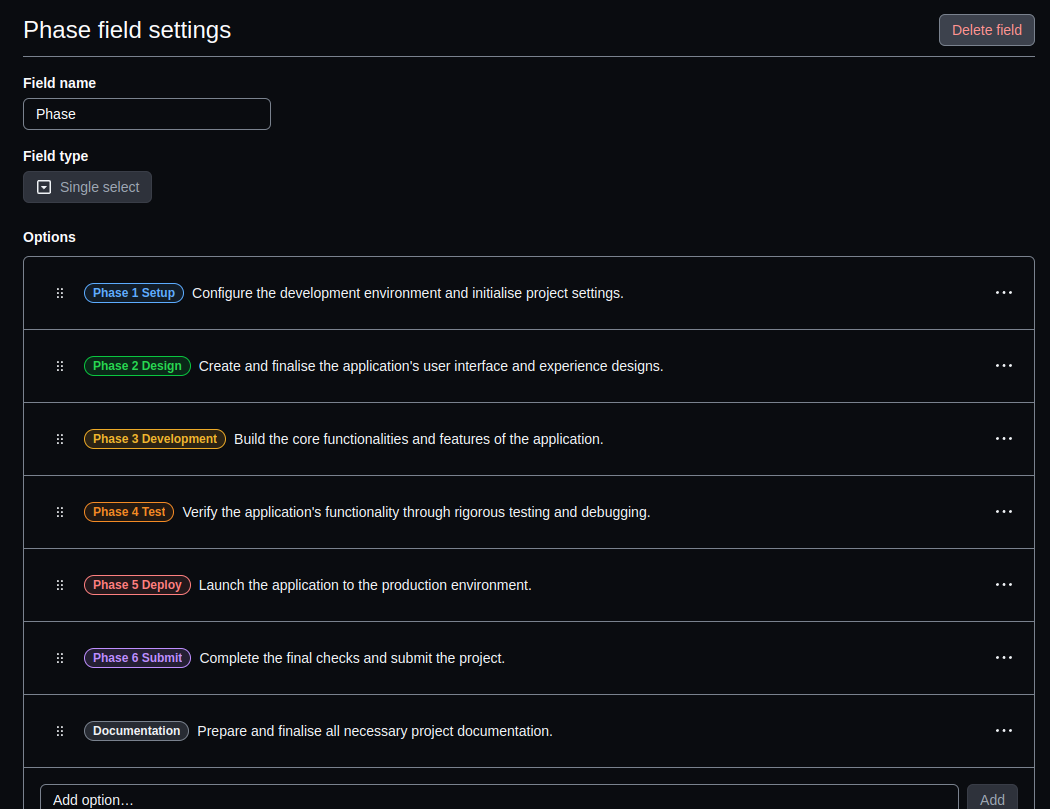 Phase field settings
Delete field
Field name
Phase
Field type
Single select
Options
Phase 1 Setup Configure the development environment and initialise project settings.
Phase 2 Design Create and finalise the application's user interface and experience designs.
Phase 3 Development Build the core functionalities and features of the application.
Phase 4 Test Verify the application's functionality through rigorous testing and debugging.
Phase 5 Deploy Launch the application to the production environment.
Phase 6 Submit Complete the final checks and submit the project.
Documentation Prepare and finalise all necessary project documentation.
Add option… Add